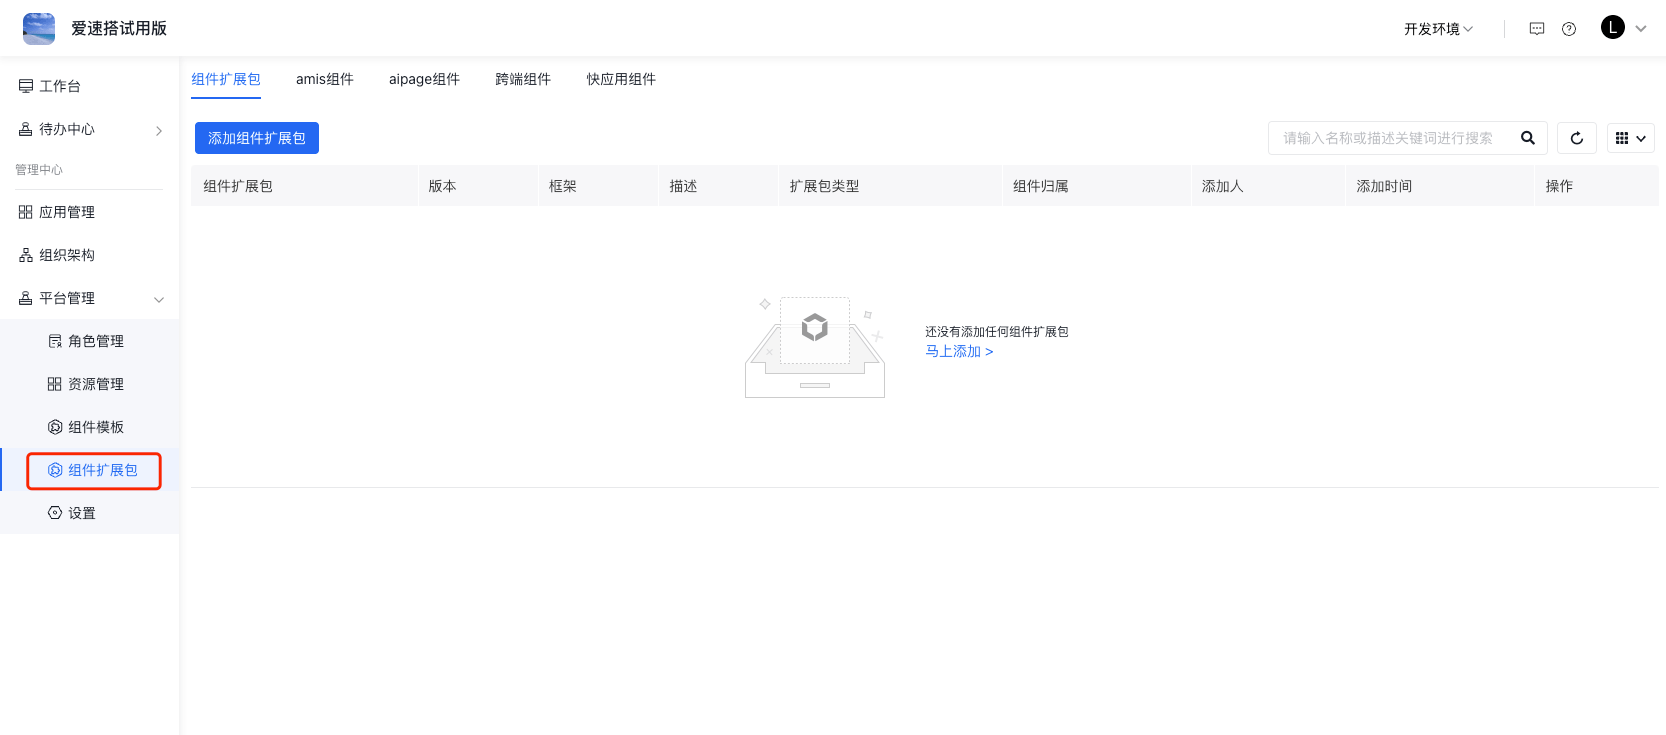 爱速搭试用版
开发环境
L
工作台
待办中心
管理中心
应用管理
组织架构
平台管理
角色管理
资源管理
组件模板
组件扩展包
设置
组件扩展包 amis组件 aipage组件 跨端组件 快应用组件
添加组件扩展包
请输入名称或描述关键词进行搜索
组件扩展包 版本 框架 描述 扩展包类型 组件归属 添加人 添加时间 操作
还没有添加任何组件扩展包
马上添加 >